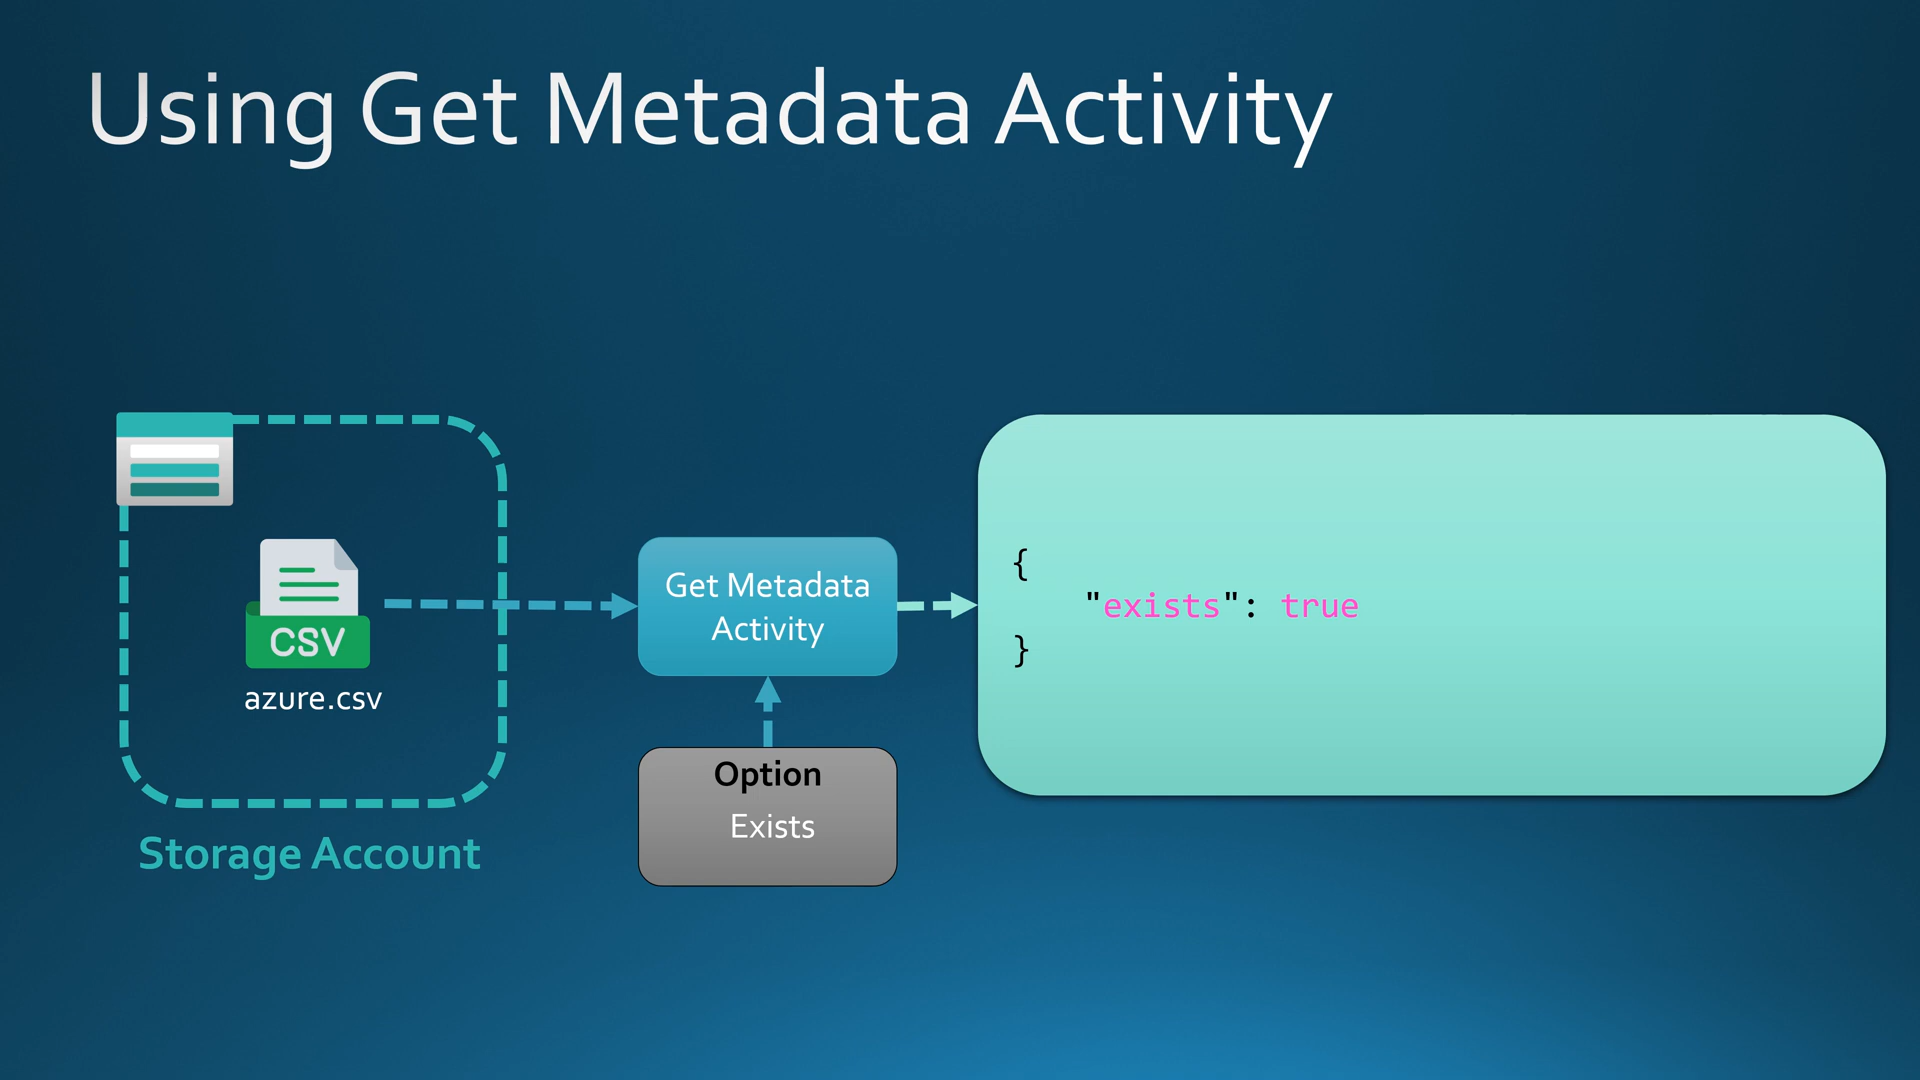 Using Get Metadata Activity
CSV
azure.csv
Storage Account
Get Metadata
Activity
Option
Exists
{
"exists": true
}